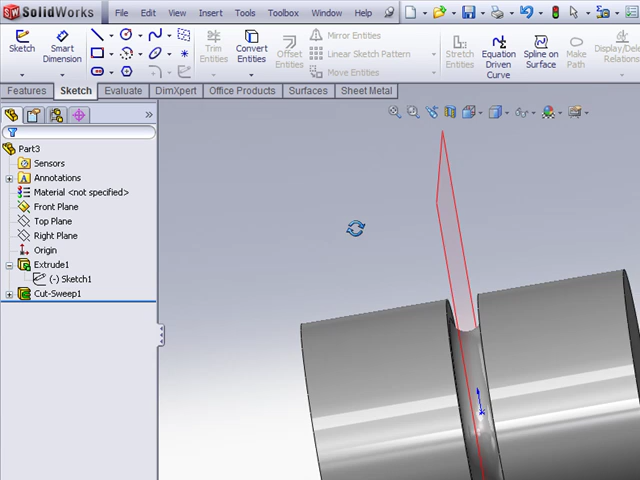 SW SolidWorks File Edit View Insert Tools Toolbox Window Help
Sketch Smart Dimension Trim Entities Convert Entities Offset Entities Mirror Entities Linear Sketch Pattern Move Entities Stretch Entities Equation Driven Curve Spline on Surface Make Path Display/Dele Relations
Features Sketch Evaluate DimXpert Office Products Surfaces Sheet Metal
Part3
Sensors
Annotations
Material <not specified>
Front Plane
Top Plane
Right Plane
Origin
Extrude1
(-) Sketch1
Cut-Sweep1